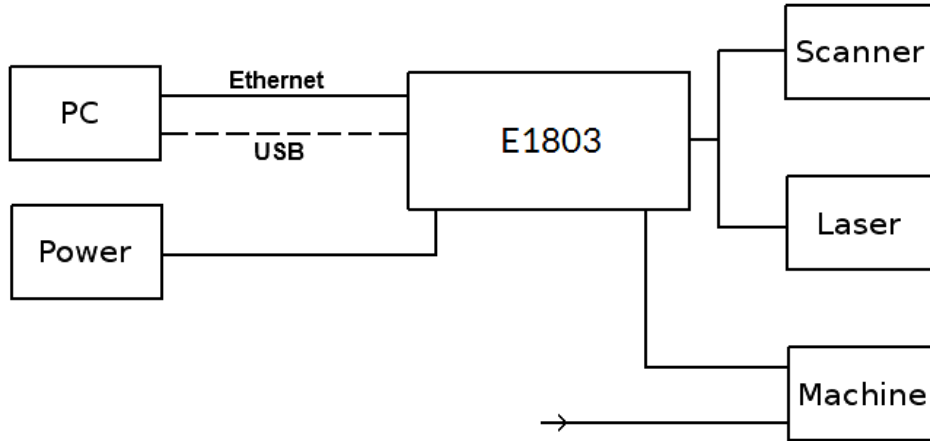 Scanner
Ethernet
PC
E1803
USB
Laser
Power
Machine